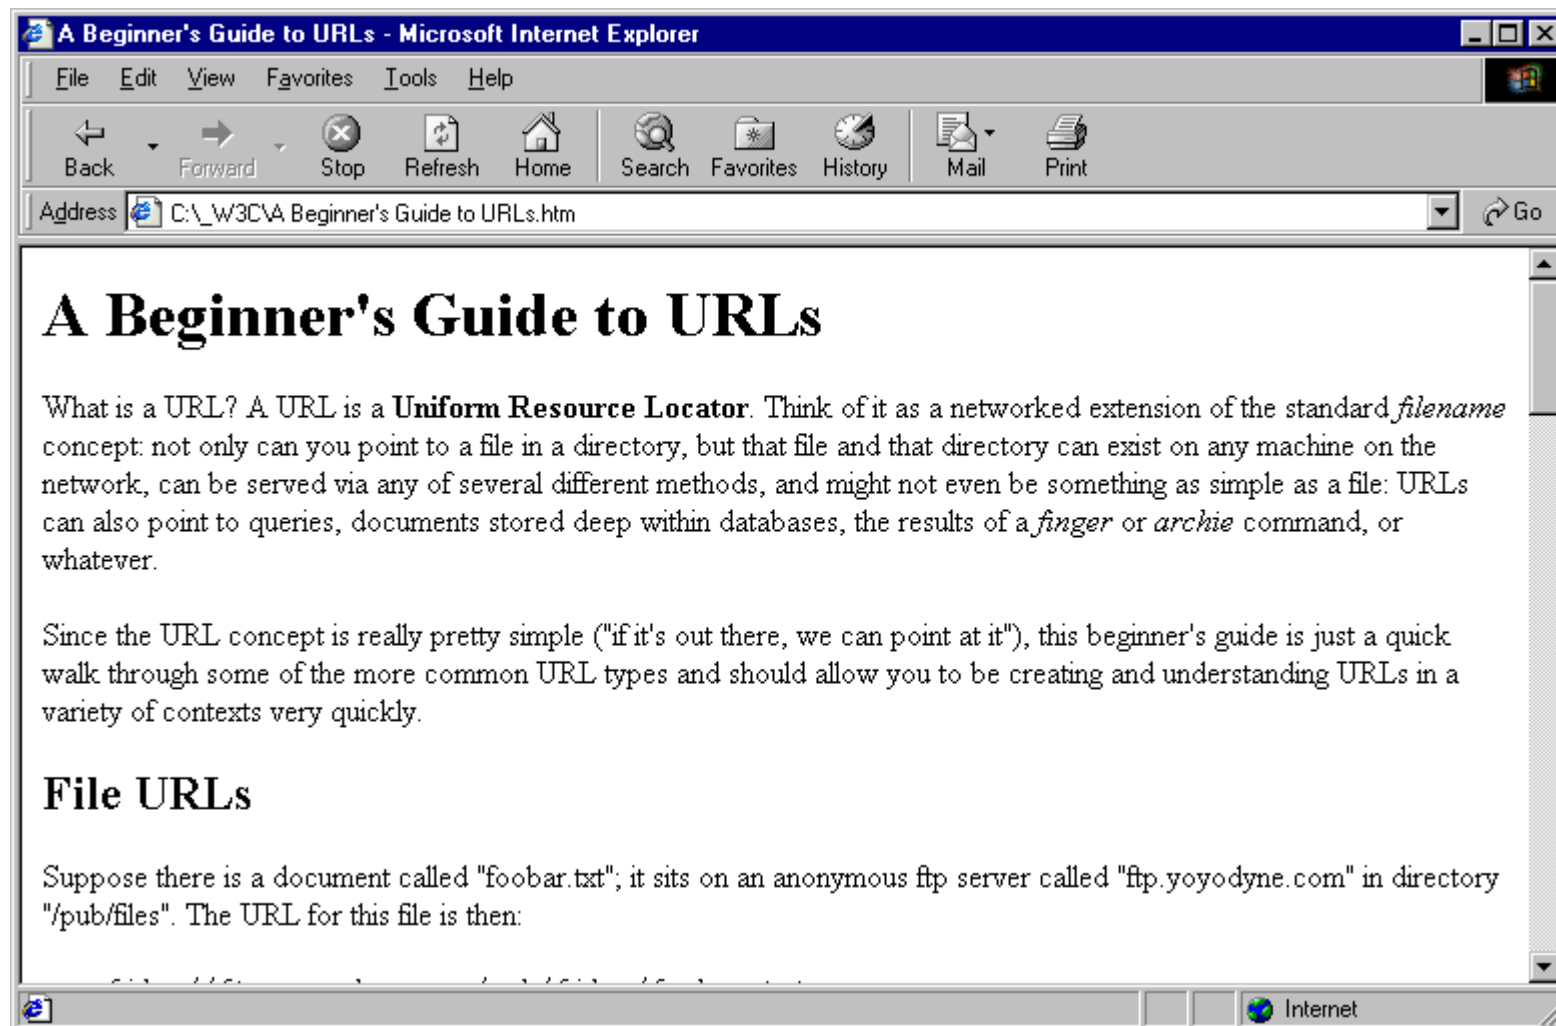 A Beginner's Guide to URLs - Microsoft Internet Explorer
File Edit View Favorites Tools Help
Back Forward Stop Refresh Home Search Favorites History Mail Print
Address C:\_W3C\A Beginner's Guide to URLs.htm Go
A Beginner's Guide to URLs
What is a URL? A URL is a Uniform Resource Locator. Think of it as a networked extension of the standard filename
concept: not only can you point to a file in a directory, but that file and that directory can exist on any machine on the
network, can be served via any of several different methods, and might not even be something as simple as a file: URLs
can also point to queries, documents stored deep within databases, the results of a finger or archie command, or
whatever.
Since the URL concept is really pretty simple ("if it's out there, we can point at it"), this beginner's guide is just a quick
walk through some of the more common URL types and should allow you to be creating and understanding URLs in a
variety of contexts very quickly.
File URLs
Suppose there is a document called "foobar.txt"; it sits on an anonymous ftp server called "ftp.yoyodyne.com" in directory
"/pub/files". The URL for this file is then:
Internet